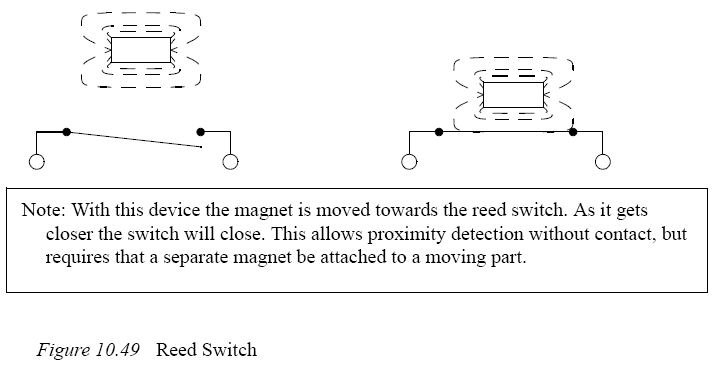 Note: With this device the magnet is moved towards the reed switch. As it gets
closer the switch will close. This allows proximity detection without contact, but
requires that a separate magnet be attached to a moving part.
Figure 10.49 Reed Switch